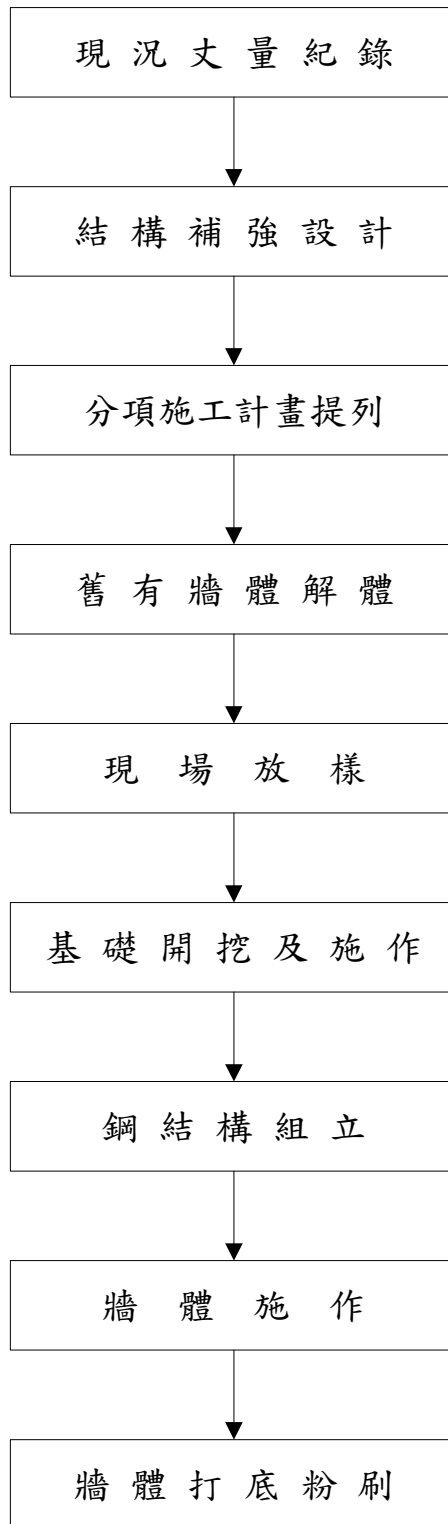 現況丈量紀錄
結構補強設計
分項施工計畫提列
舊有牆體解體
現場放樣
基礎開挖及施作
鋼結構組立
牆體施作
牆體打底粉刷